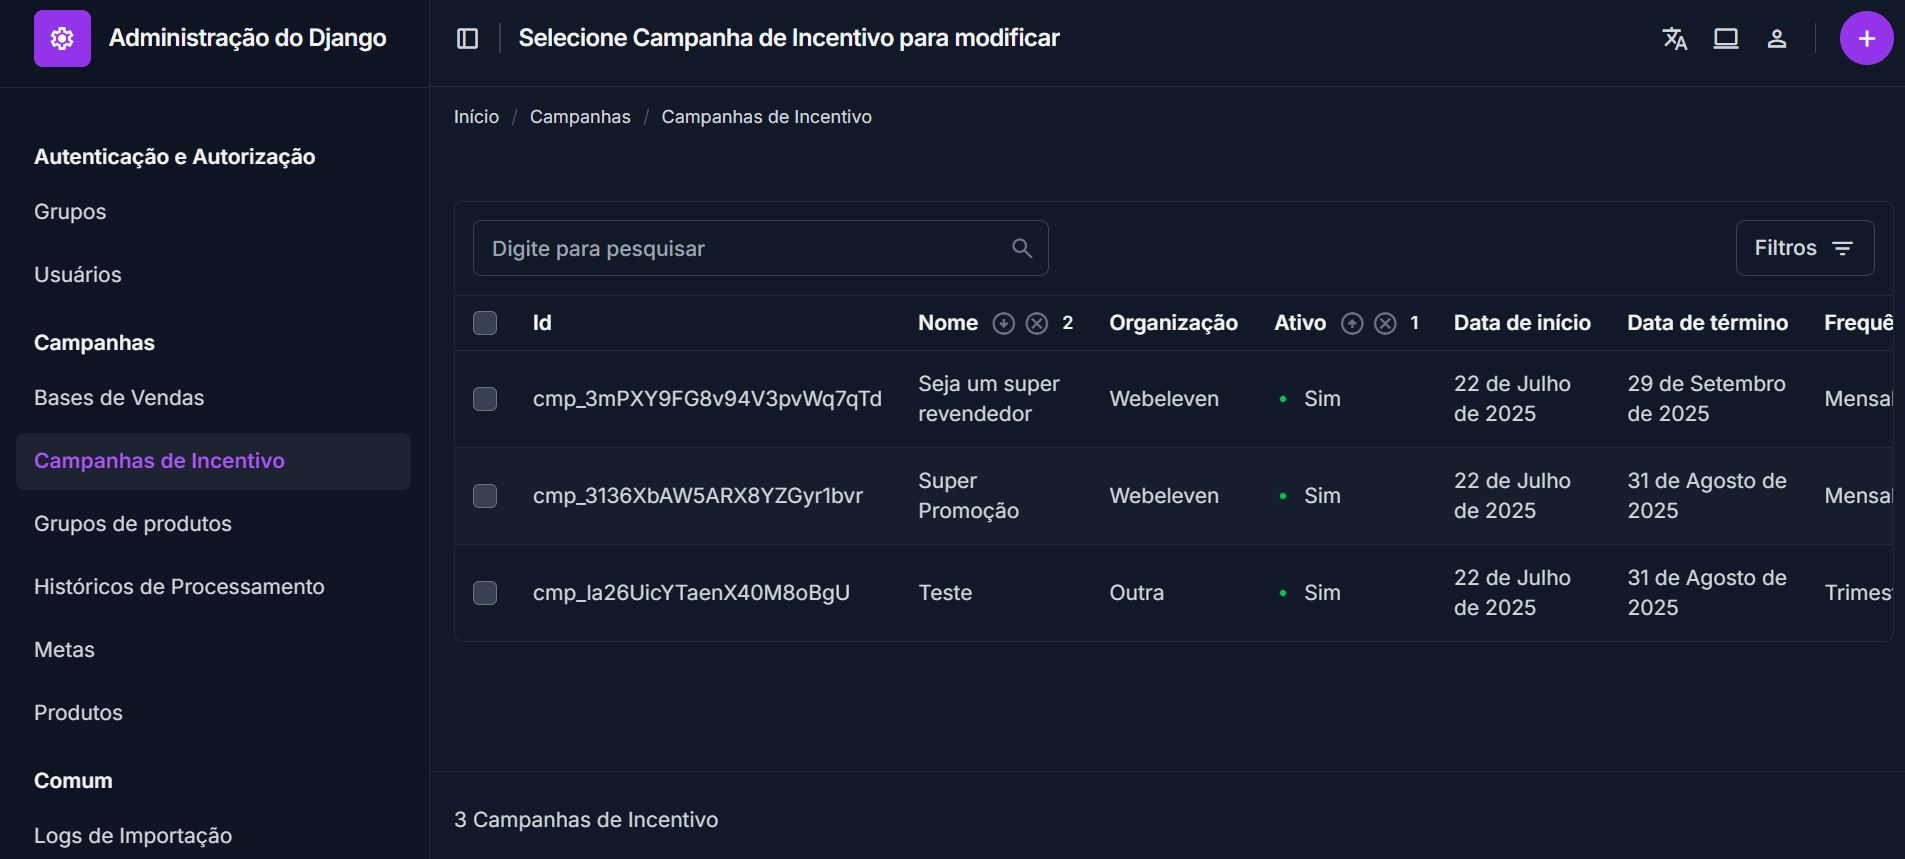 Administração do Django
Selecione Campanha de Incentivo para modificar
Início / Campanhas / Campanhas de Incentivo
Autenticação e Autorização
Grupos
Usuários
Campanhas
Bases de Vendas
Campanhas de Incentivo
Grupos de produtos
Históricos de Processamento
Metas
Produtos
Comum
Logs de Importação
Digite para pesquisar
Filtros
Id Nome 2 Organização Ativo 1 Data de início Data de término Frequê
cmp_3mPXY9FG8v94V3pvWq7qTd Seja um super revendedor Webeleven Sim 22 de Julho de 2025 29 de Setembro de 2025 Mensal
cmp_3136XbAW5ARX8YZGyr1bvr Super Promoção Webeleven Sim 22 de Julho de 2025 31 de Agosto de 2025 Mensal
cmp_la26UicYTaenX40M8oBgU Teste Outra Sim 22 de Julho de 2025 31 de Agosto de 2025 Trimest
3 Campanhas de Incentivo